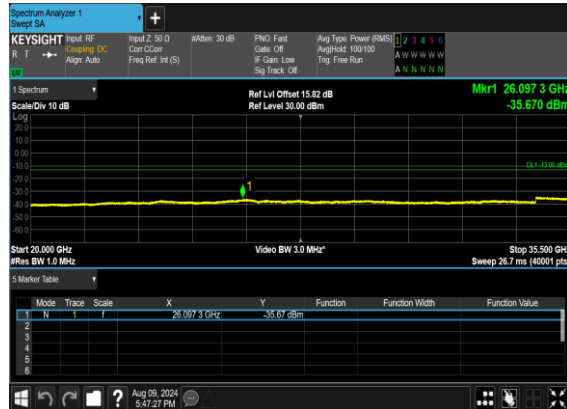 Spectrum Analyzer 1
Swept SA
+
KEYSIGHT
R T
Input: RF
Coupling: DC
Align: Auto
Input Z: 50 Ω
Corr CCorr
Freq Ref: Int (S)
#Atten: 30 dB
PNO: Fast
Gate: Off
IF Gain: Low
Sig Track: Off
Avg Type: Power (RMS)
Avg|Hold: 100/100
Trig: Free Run
1 2 3 4 5 6
A W W W W W
A N N N N N
1 Spectrum
Scale/Div 10 dB
Ref Lvl Offset 15.82 dB
Ref Level 30.00 dBm
Mkr1 26.097 3 GHz
-35.670 dBm
Log
20.0
10.0
0.00
-10.0
-20.0
-30.0
-40.0
-50.0
-60.0
DL1 -13.00 dBm
1
Start 20.000 GHz
#Res BW 1.0 MHz
Video BW 3.0 MHz*
Stop 35.500 GHz
Sweep 26.7 ms (40001 pts)
5 Marker Table
Mode Trace Scale X Y Function Function Width Function Value
1 N 1 f 26.097 3 GHz -35.67 dBm
2
3
4
5
6
?
Aug 09, 2024
5:47:27 PM